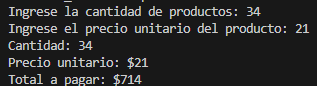 Ingrese la cantidad de productos: 34
Ingrese el precio unitario del producto: 21
Cantidad: 34
Precio unitario: $21
Total a pagar: $714